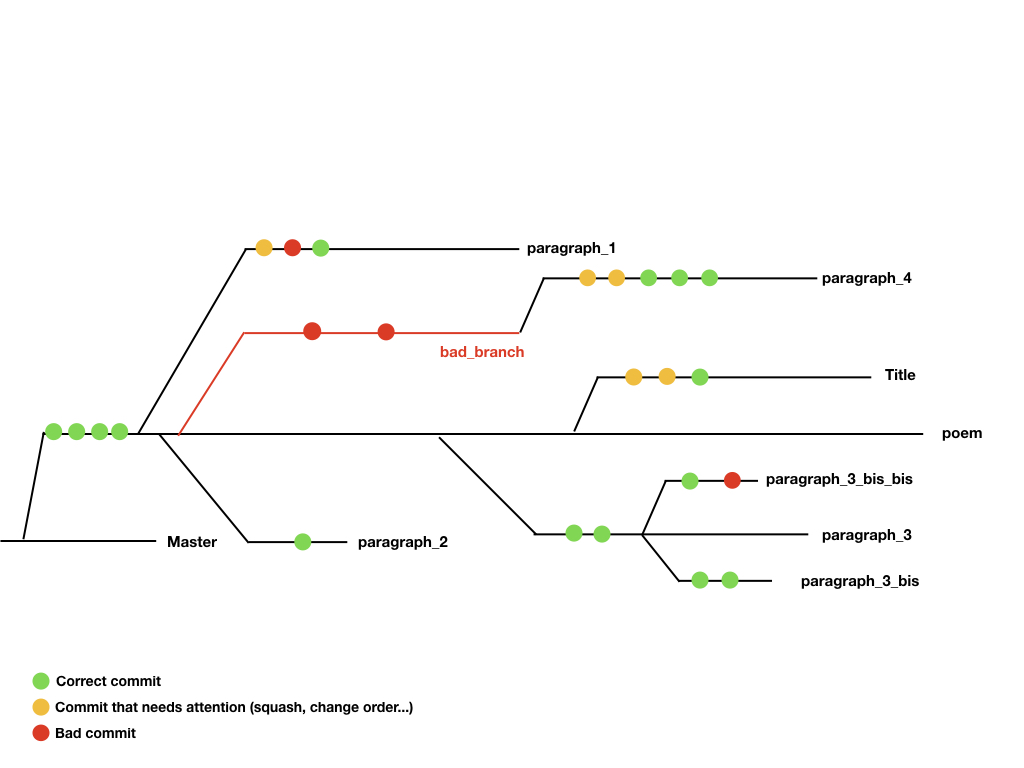 paragraph_1
paragraph_4
bad_branch
Title
poem
paragraph_3_bis_bis
paragraph_3
Master
paragraph_2
paragraph_3_bis
Correct commit
Commit that needs attention (squash, change order...)
Bad commit